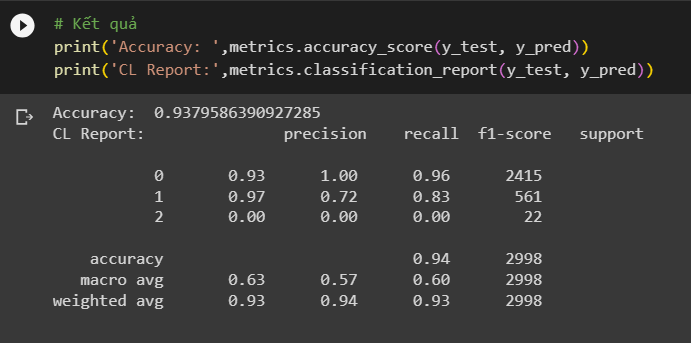 # Kết quả
print('Accuracy: ',metrics.accuracy_score(y_test, y_pred))
print('CL Report:',metrics.classification_report(y_test, y_pred))
Accuracy:  0.9379586390927285
CL Report:              precision    recall  f1-score   support

           0       0.93      1.00      0.96      2415
           1       0.97      0.72      0.83       561
           2       0.00      0.00      0.00        22

    accuracy                           0.94      2998
   macro avg       0.63      0.57      0.60      2998
weighted avg       0.93      0.94      0.93      2998